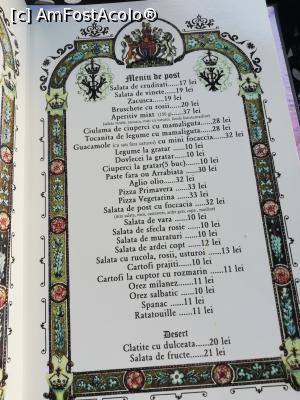 [c] AmFostAcolo®
Meniu de post
Salata de cruditati......17 lei
Salata de vinete....19 lei
Zacusca....19 lei
Bruschete cu rosii.....20 lei
Aperitiv mixt (150 g).....37 lei
Ciulama de ciuperci cu mamaliguta.....28 lei
Tocanita de legume cu mamaliguta......28 lei
Guacamole (cu sau fara usturoi) cu mini foccaccia.....32 lei
Legume la gratar .....10 lei
Dovlecei la gratar.....10 lei
Ciuperci la gratar(5 buc).....10 lei
Paste fara ou Arrabiata .....30 lei
Aglio olio.....32 lei
Pizza Primavera .....33 lei
Pizza Vegetarina .....33 lei
Salata de post cu foccacia .....32 lei
Salata de vara .....10 lei
Salata de sfecla rosie .....10 lei
Salata de muraturi .....10 lei
Salata de ardei copt .....12 lei
Salata cu rucola, rosii, usturoi .....13 lei
Cartofi prajiti.....10 lei
Cartofi la cuptor cu rozmarin .....11 lei
Orez milanez.....11 lei
Orez salbatic .....10 lei
Spanac .....11 lei
Ratatouille .....11 lei
Desert
Clatite cu dulceata.....20 lei
Salata de fructe.....21 lei